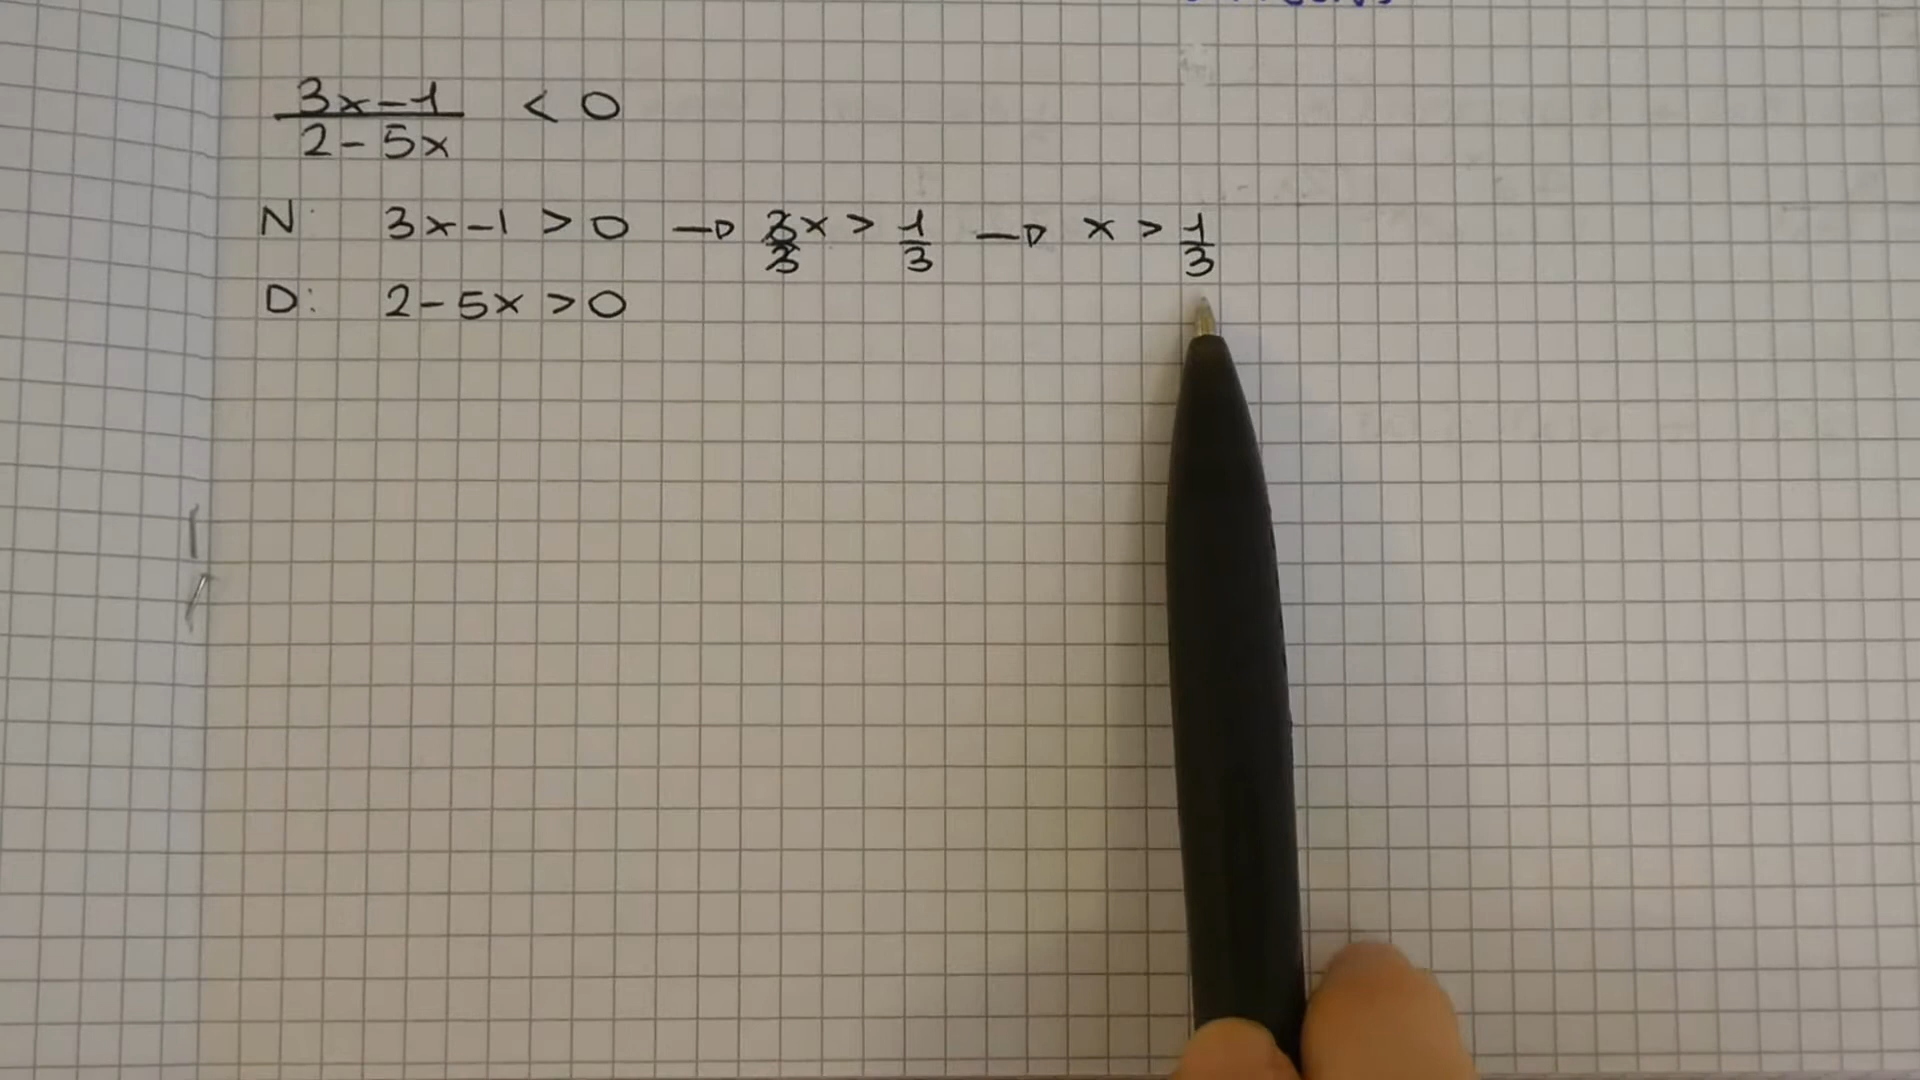 3x-1 / 2-5x < 0
N: 3x-1 > 0 → 3x/3 > 1/3 → x > 1/3
D: 2-5x > 0